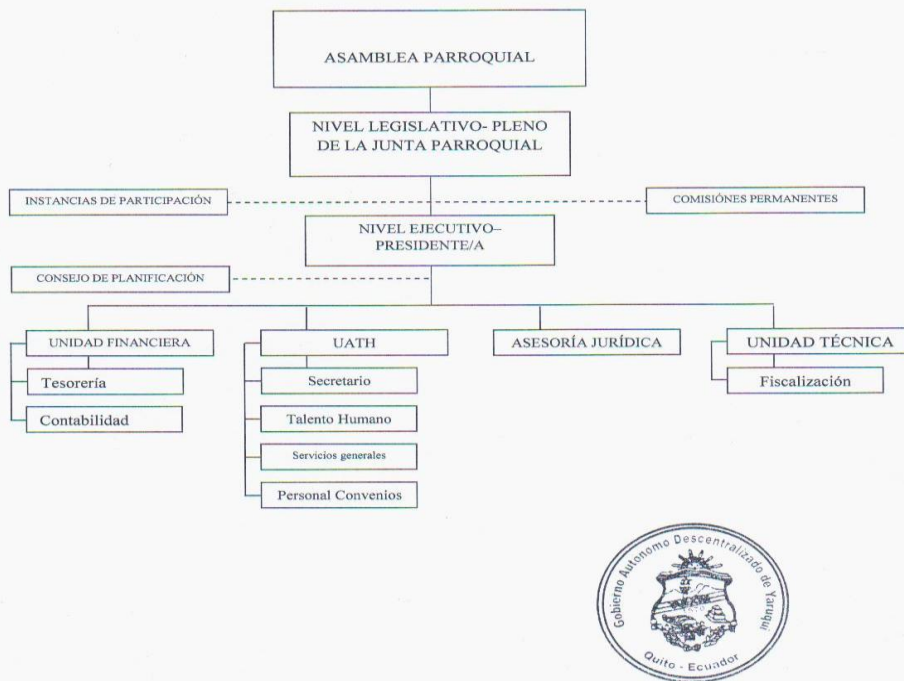 ASAMBLEA PARROQUIAL
NIVEL LEGISLATIVO- PLENO
DE LA JUNTA PARROQUIAL
INSTANCIAS DE PARTICIPACIÓN
COMISIÓNES PERMANENTES
NIVEL EJECUTIVO–
PRESIDENTE/A
CONSEJO DE PLANIFICACIÓN
UNIDAD FINANCIERA
UATH
ASESORÍA JURÍDICA
UNIDAD TÉCNICA
Tesorería
Secretario
Fiscalización
Contabilidad
Talento Humano
Servicios generales
Personal Convenios
Gobierno Autonomo Descentralizado de Yaruqui
Quito - Ecuador